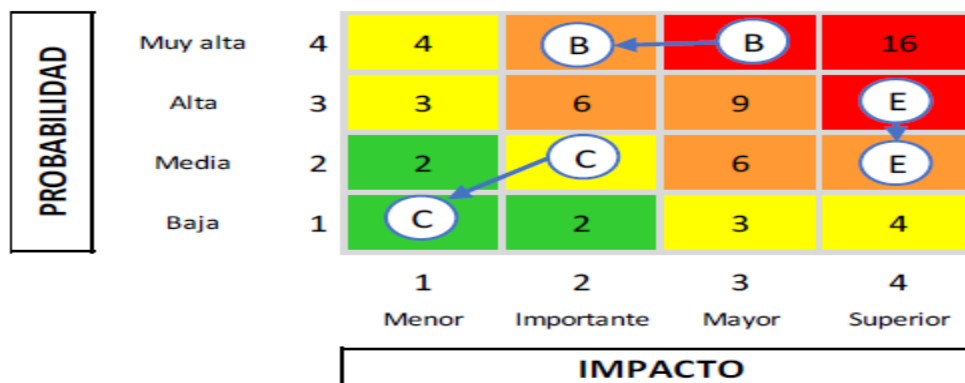 PROBABILIDAD
Muy alta 4 4 B B 16
Alta 3 3 6 9 E
Media 2 2 C 6 E
Baja 1 C 2 3 4
1 2 3 4
Menor Importante Mayor Superior
IMPACTO